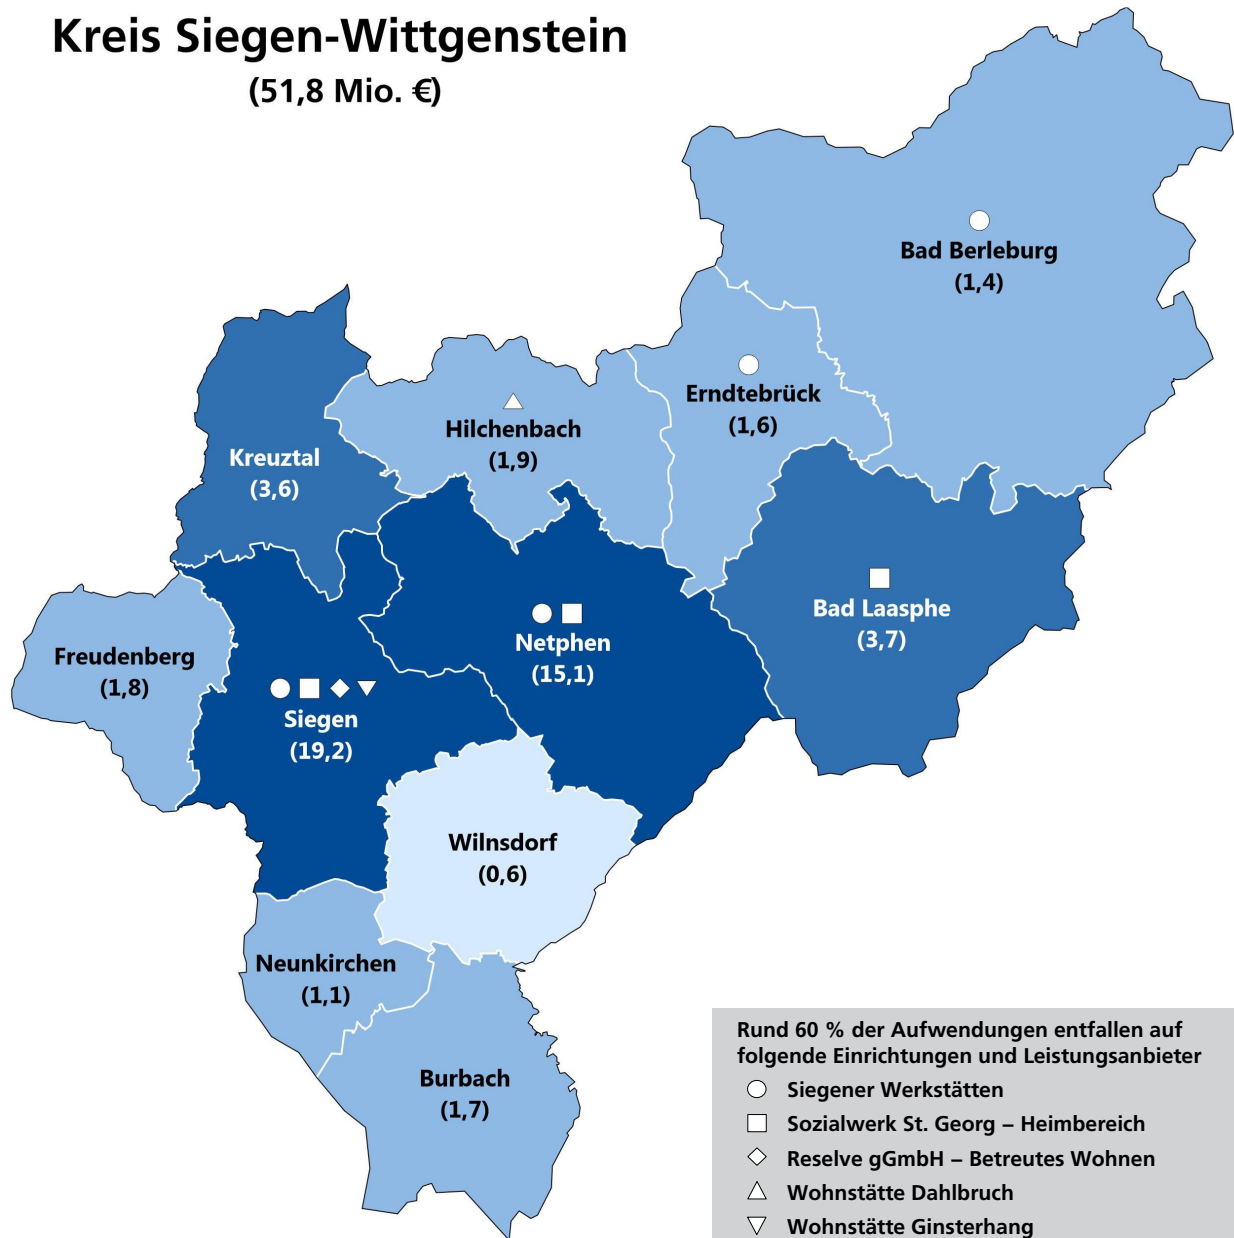 Kreis Siegen-Wittgenstein
(51,8 Mio. €)
Bad Berleburg
(1,4)
Erndtebrück
(1,6)
Hilchenbach
(1,9)
Kreuztal
(3,6)
Bad Laasphe
(3,7)
Netphen
(15,1)
Freudenberg
(1,8)
Siegen
(19,2)
Wilnsdorf
(0,6)
Neunkirchen
(1,1)
Burbach
(1,7)
Rund 60 % der Aufwendungen entfallen auf
folgende Einrichtungen und Leistungsanbieter
Siegener Werkstätten
Sozialwerk St. Georg – Heimbereich
Reselve gGmbH – Betreutes Wohnen
Wohnstätte Dahlbruch
Wohnstätte Ginsterhang